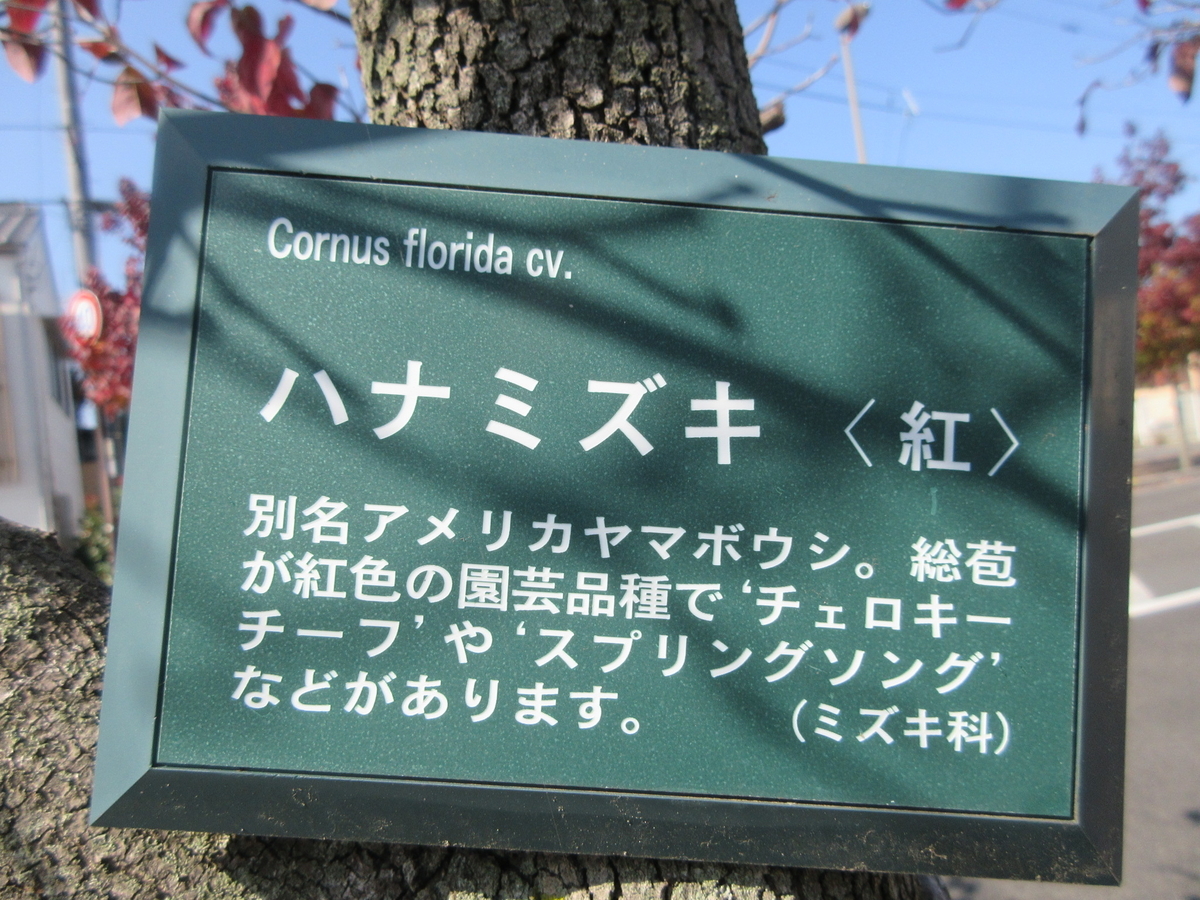 Cornus florida cv.
ハナミズキ 〈紅〉
別名アメリカヤマボウシ。総苞
が紅色の園芸品種で‘チェロキー
チーフ’や‘スプリングソング’
などがあります。 (ミズキ科)